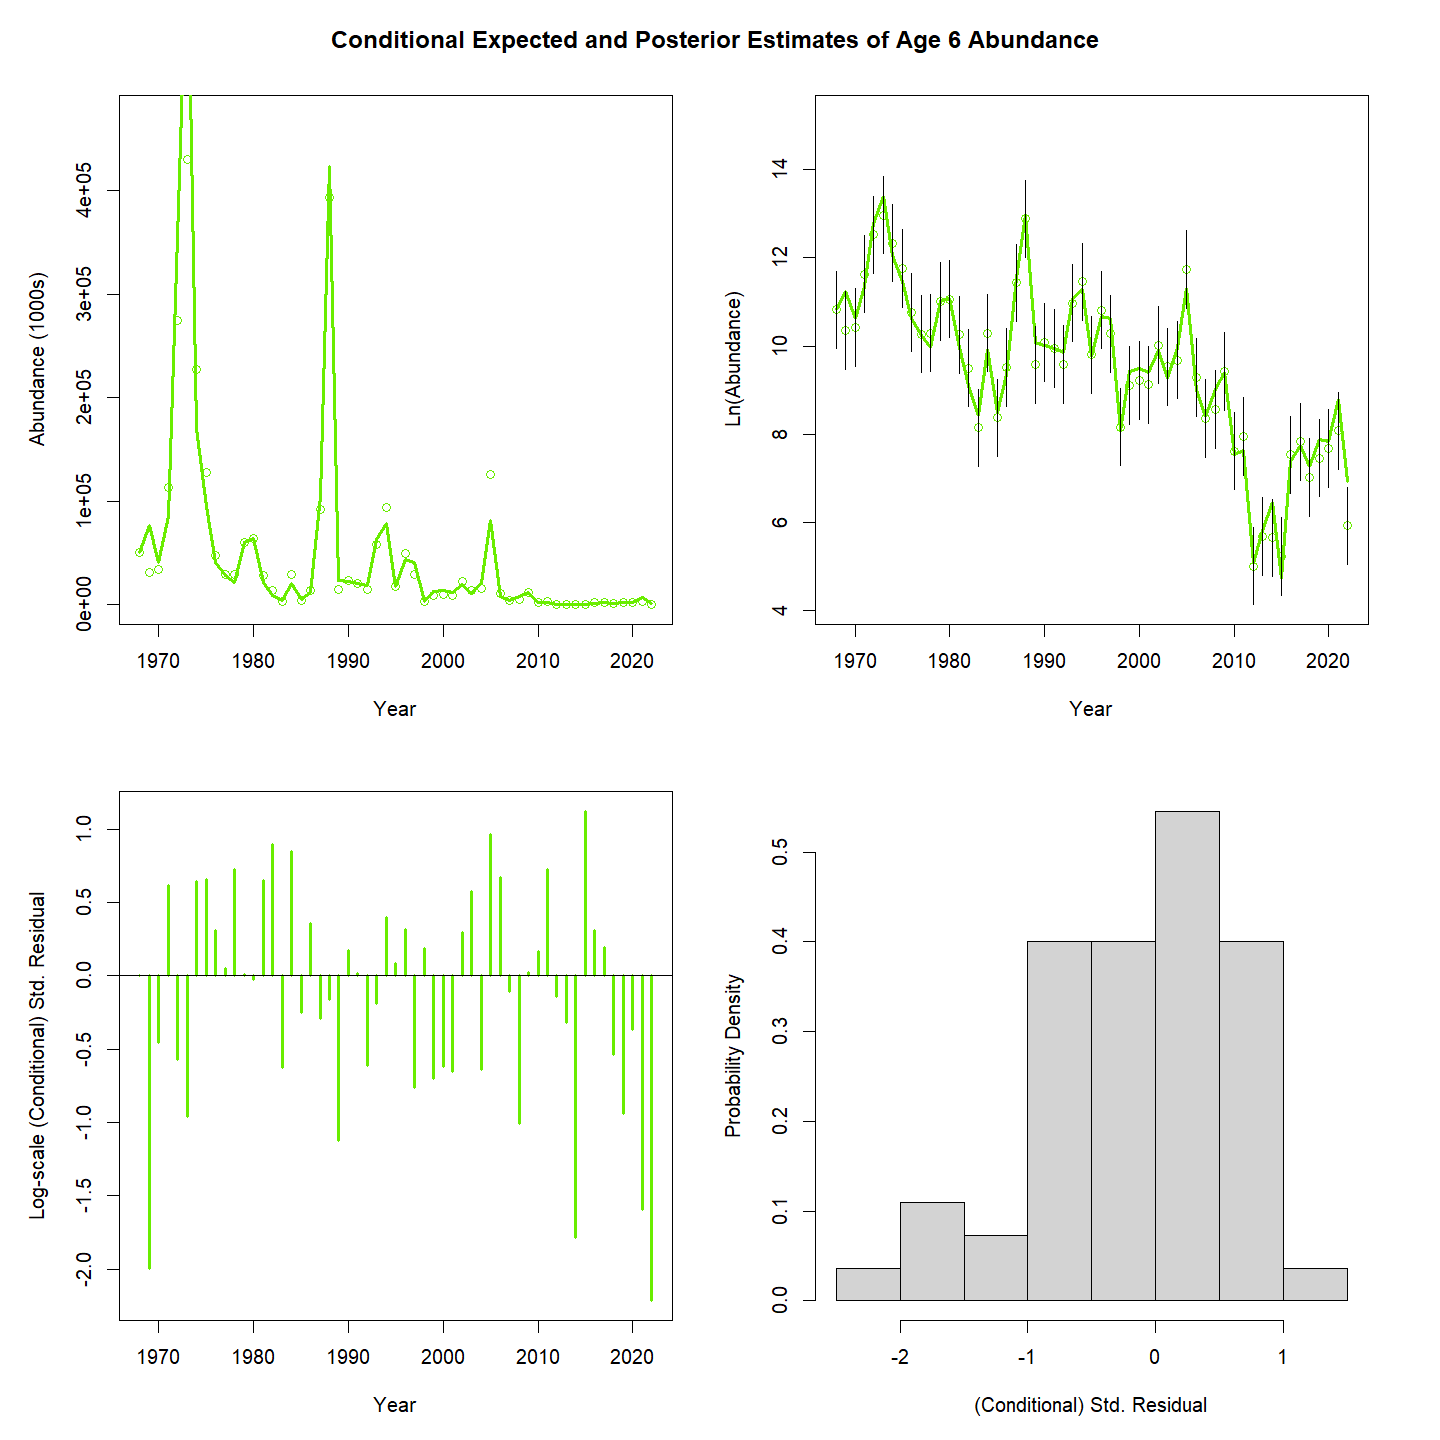 Conditional Expected and Posterior Estimates of Age 6 Abundance
Abundance (1000s)
0e+00 1e+05 2e+05 3e+05 4e+05
1970 1980 1990 2000 2010 2020
Year
Ln(Abundance)
4 6 8 10 12 14
1970 1980 1990 2000 2010 2020
Year
Log-scale (Conditional) Std. Residual
-2.0 -1.5 -1.0 -0.5 0.0 0.5 1.0
1970 1980 1990 2000 2010 2020
Year
Probability Density
0.0 0.1 0.2 0.3 0.4 0.5
-2 -1 0 1
(Conditional) Std. Residual